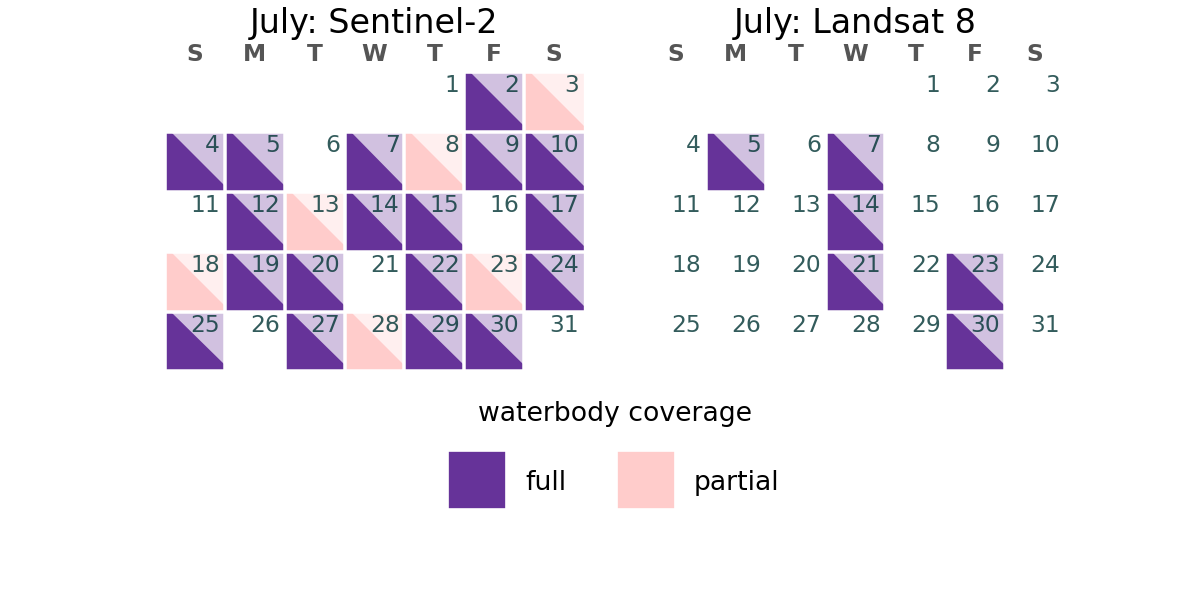 July: Sentinel-2
S M T W T F S
1 2 3
4 5 6 7 8 9 10
11 12 13 14 15 16 17
18 19 20 21 22 23 24
25 26 27 28 29 30 31
July: Landsat 8
S M T W T F S
1 2 3
4 5 6 7 8 9 10
11 12 13 14 15 16 17
18 19 20 21 22 23 24
25 26 27 28 29 30 31
waterbody coverage
full
partial